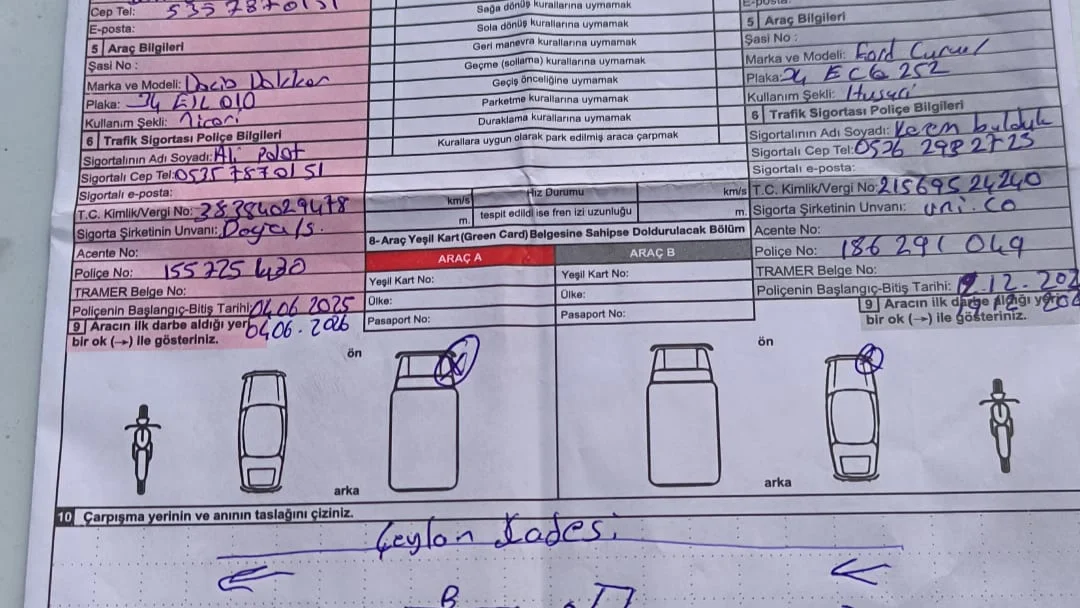 Cep Tel: 535 7870151
E-posta:
5 Araç Bilgileri
Şasi No :
Marka ve Modeli: Dacia Dokker
Plaka: 34 EJL 010
Kullanım Şekli: Ticari
6 Trafik Sigortası Poliçe Bilgileri
Sigortalının Adı Soyadı: Ali Polat
Sigortalı Cep Tel: 0535 7870151
Sigortalı e-posta:
T.C. Kimlik/Vergi No: 38384029478
Sigorta Şirketinin Unvanı:
Acente No:
Poliçe No: 155225420
TRAMER Belge No:
Poliçenin Başlangıç-Bitiş Tarihi: 04.06 2025
04.06.2026
9 Aracın ilk darbe aldığı yeri
bir ok (→) ile gösteriniz.
Sağa dönüş kurallarına uymamak
Sola dönüş kurallarına uymamak
Geri manevra kurallarına uymamak
Geçme (sollama) kurallarına uymamak
Geçiş önceliğine uymamak
Parketme kurallarına uymamak
Duraklama kurallarına uymamak
Kurallara uygun olarak park edilmiş araca çarpmak
km/s Hız Durumu km/s
m. tespit edildi ise fren izi uzunluğu m.
8-Araç Yeşil Kart (Green Card) Belgesine Sahipse Doldurulacak Bölüm
ARAÇ A ARAÇ B
Yeşil Kart No: Yeşil Kart No:
Ülke: Ülke:
Pasaport No: Pasaport No:
E-posta:
5 Araç Bilgileri
Şasi No :
Marka ve Modeli: Ford
Plaka: 34 ECG 252
Kullanım Şekli: Hususi
6 Trafik Sigortası Poliçe Bilgileri
Sigortalının Adı Soyadı: Kerem bulduk
Sigortalı Cep Tel: 0526 298 2723
Sigortalı e-posta:
T.C. Kimlik/Vergi No: 21569524240
Sigorta Şirketinin Unvanı: uni.co
Acente No:
Poliçe No: 186 291 049
TRAMER Belge No:
Poliçenin Başlangıç-Bitiş Tarihi:
9 Aracın ilk darbe aldığı yeri
bir ok (→) ile gösteriniz.
ön ön
arka arka
10 Çarpışma yerinin ve anının taslağını çiziniz.
Ceylan Kadesi
B